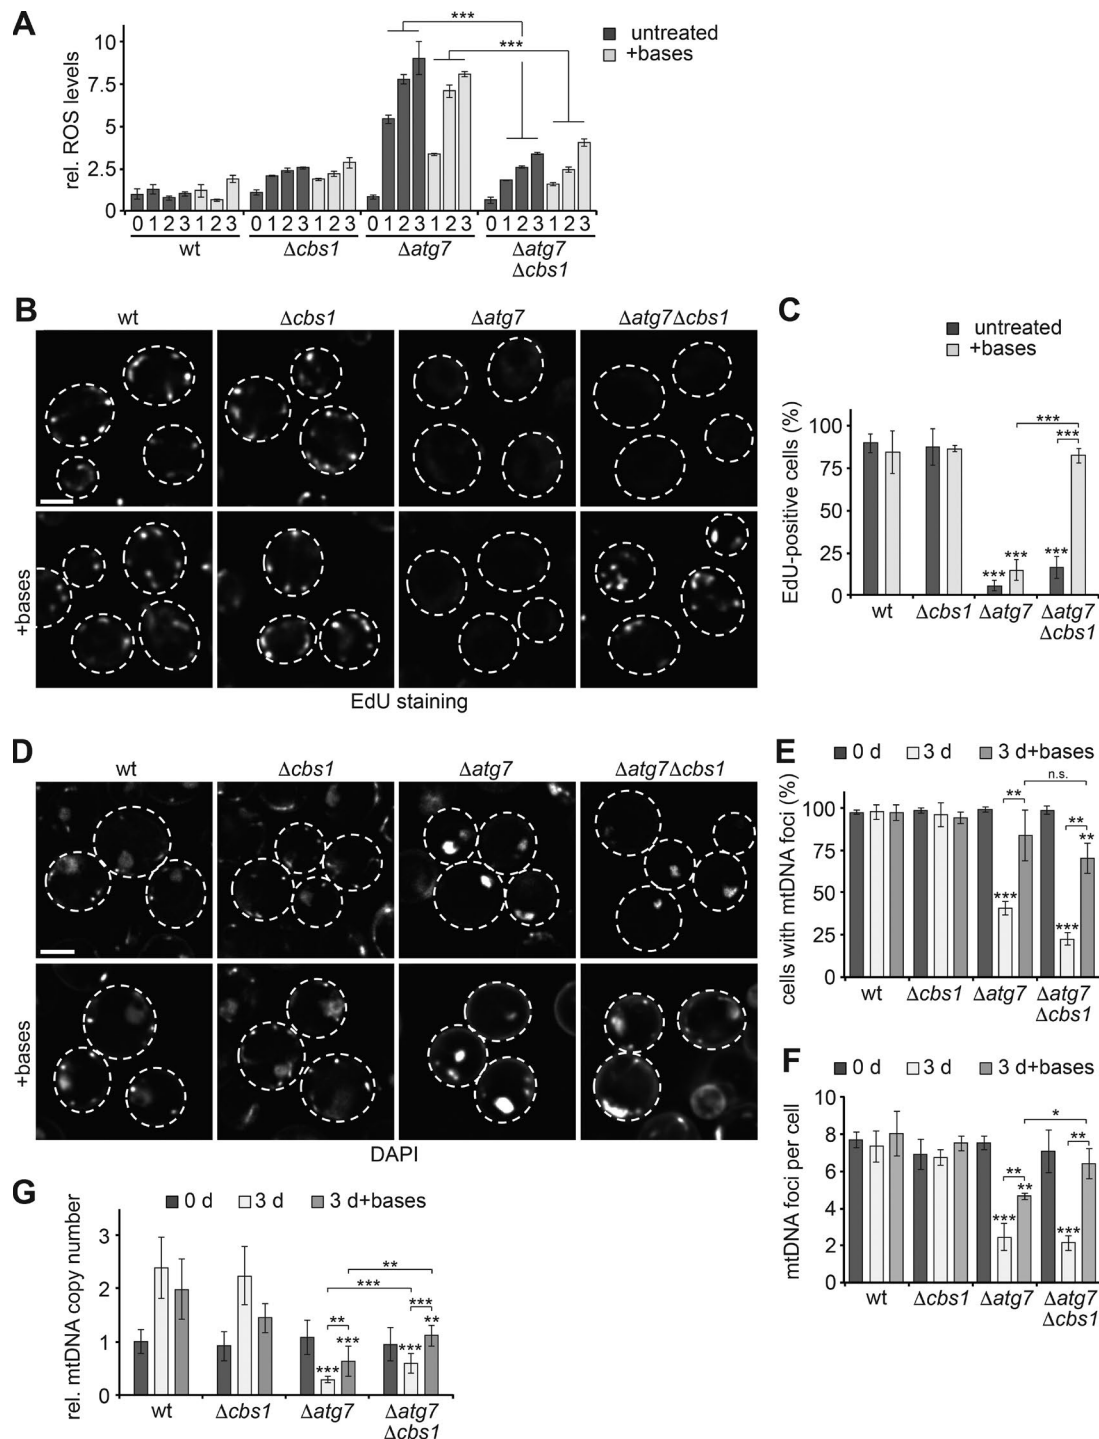 A
*** 
***
untreated
+bases
rel. ROS levels
10
7.5
5
2.5
0
0 1 2 3 1 2 3 0 1 2 3 1 2 3 0 1 2 3 1 2 3 0 1 2 3 1 2 3
wt Δcbs1 Δatg7 Δatg7
Δcbs1
B
wt Δcbs1 Δatg7 Δatg7Δcbs1
+bases
EdU staining
C
untreated
+bases
EdU-positive cells (%)
100
75
50
25
0
***
***
*** *** ***
wt Δcbs1 Δatg7 Δatg7
Δcbs1
D
wt Δcbs1 Δatg7 Δatg7Δcbs1
+bases
DAPI
E
0 d 3 d 3 d+bases
cells with mtDNA foci (%)
100
75
50
25
0
n.s.
** ** **
*** ***
wt Δcbs1 Δatg7 Δatg7
Δcbs1
F
0 d 3 d 3 d+bases
mtDNA foci per cell
10
8
6
4
2
0
*
** **
*** ** ***
wt Δcbs1 Δatg7 Δatg7
Δcbs1
G
0 d 3 d 3 d+bases
rel. mtDNA copy number
3
2
1
0
**
***
** ***
*** *** *** **
wt Δcbs1 Δatg7 Δatg7
Δcbs1